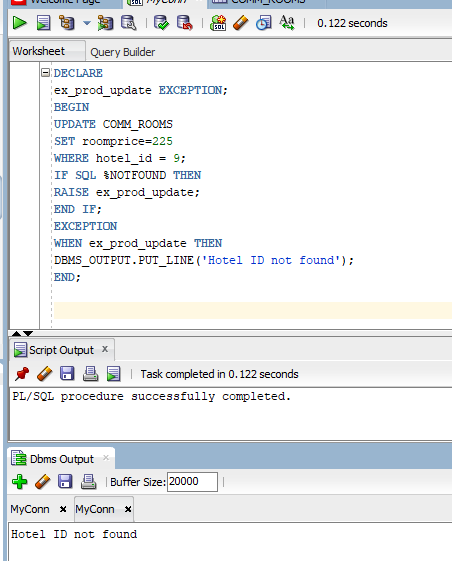 Welcome Page
MyConn
COMM_ROOMS
0.122 seconds
Worksheet
Query Builder
DECLARE
ex_prod_update EXCEPTION;
BEGIN
UPDATE COMM_ROOMS
SET roomprice=225
WHERE hotel_id = 9;
IF SQL %NOTFOUND THEN
RAISE ex_prod_update;
END IF;
EXCEPTION
WHEN ex_prod_update THEN
DBMS_OUTPUT.PUT_LINE('Hotel ID not found');
END;
Script Output x
Task completed in 0.122 seconds
PL/SQL procedure successfully completed.
Dbms Output x
Buffer Size: 20000
MyConn x MyConn x
Hotel ID not found